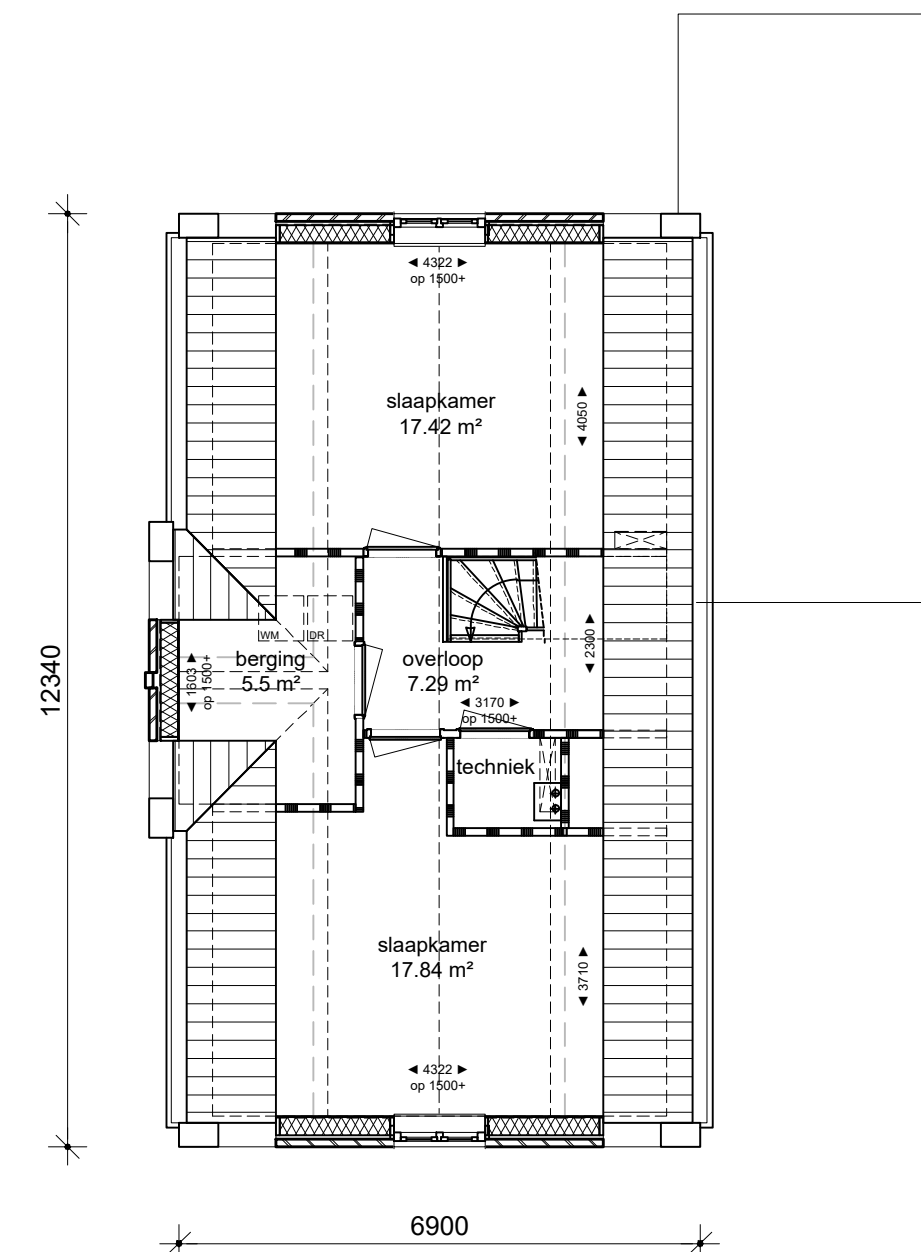 ◄ 4322 ►
op 1500+
slaapkamer
17.42 m²
◄ 4050 ►
12340
WM
DR
berging
5.5 m²
◄ 1603 ►
op 1500+
overloop
7.29 m²
◄ 2300 ►
◄ 3170 ►
op 1500+
techniek
slaapkamer
17.84 m²
◄ 3710 ►
◄ 4322 ►
op 1500+
6900